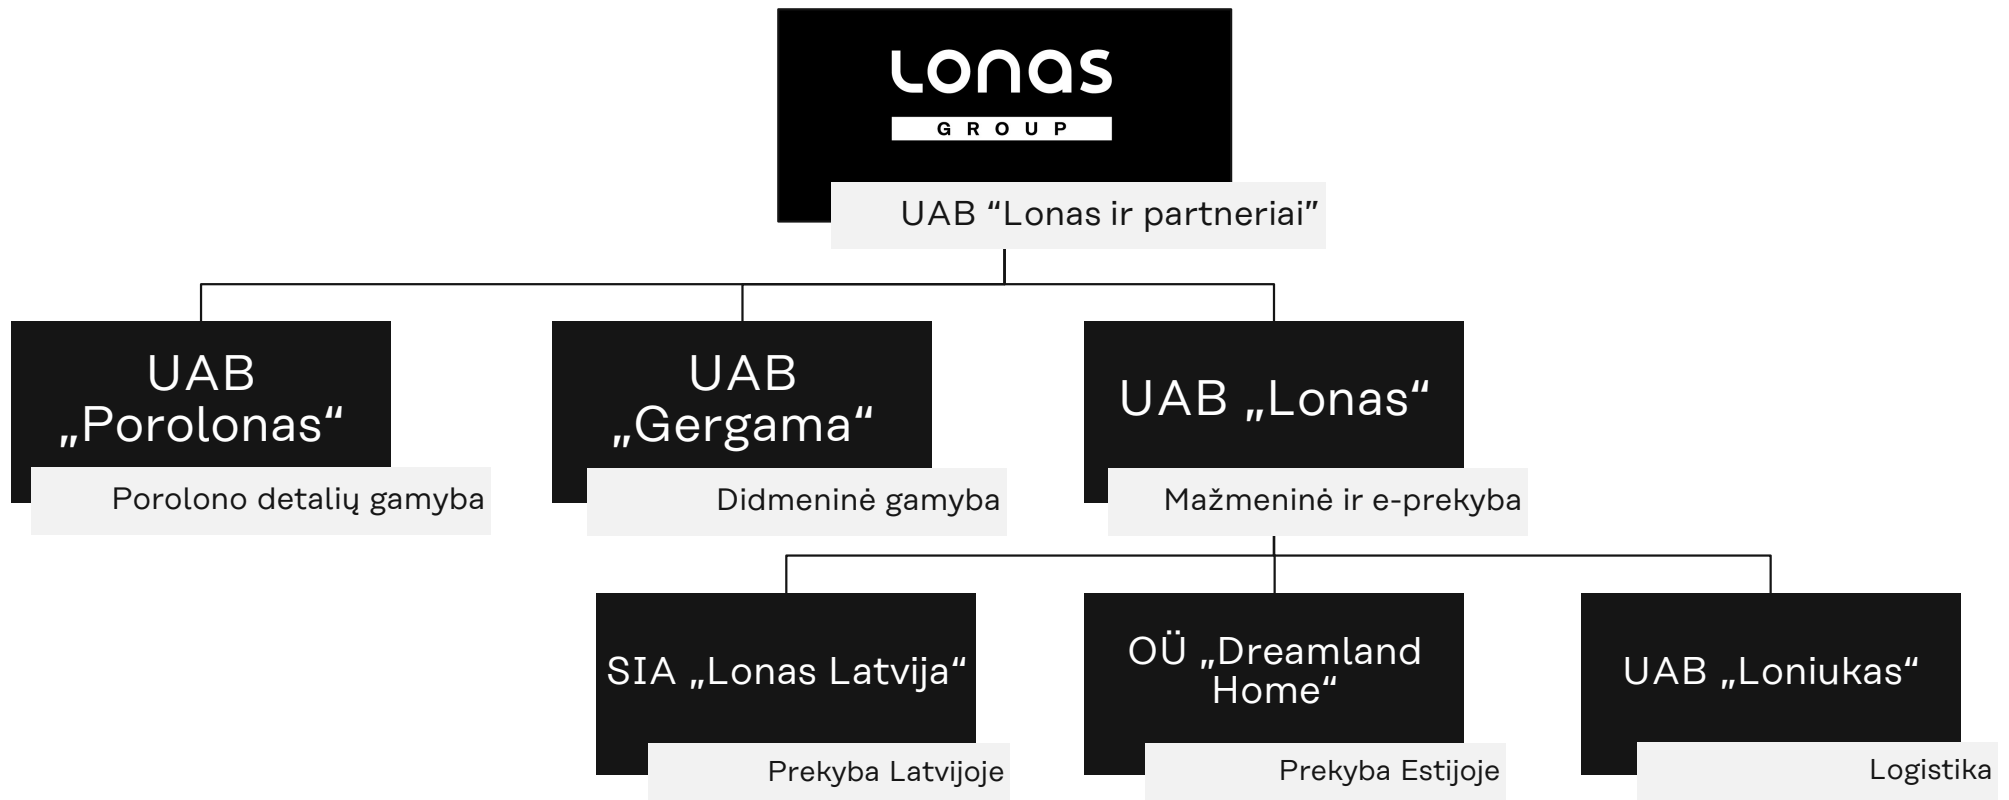 Lonas
GROUP
UAB “Lonas ir partneriai”
UAB
„Porolonas“
Porolono detalių gamyba
UAB
„Gergama“
Didmeninė gamyba
UAB „Lonas“
Mažmeninė ir e-prekyba
SIA „Lonas Latvija“
Prekyba Latvijoje
OÜ „Dreamland
Home“
Prekyba Estijoje
UAB „Loniukas“
Logistika